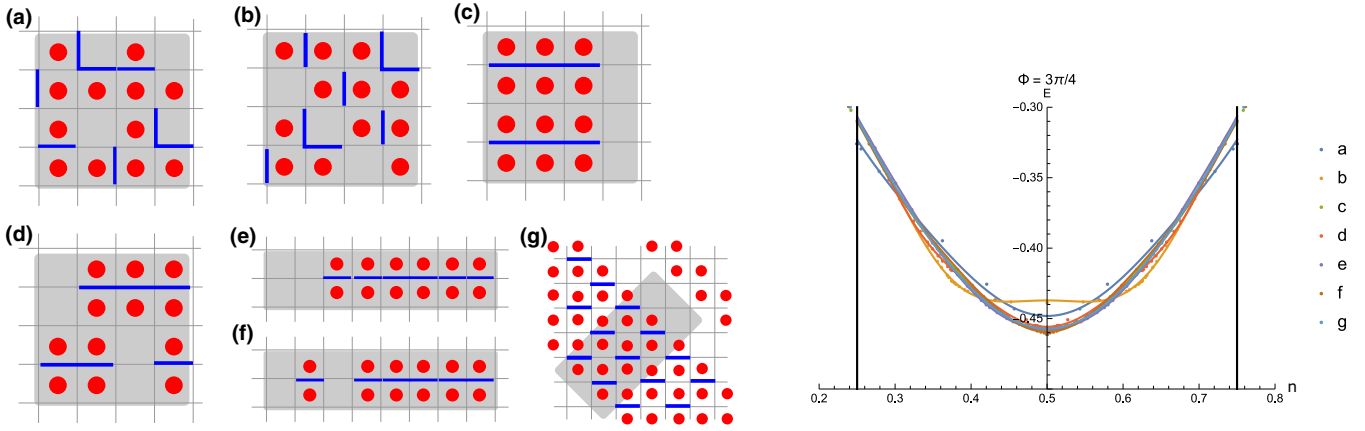 (a)
(b)
(c)
(d)
(e)
(f)
(g)
Φ = 3π/4
E
-0.30
-0.35
-0.40
-0.45
0.2 0.3 0.4 0.5 0.6 0.7 0.8 n
a
b
c
d
e
f
g